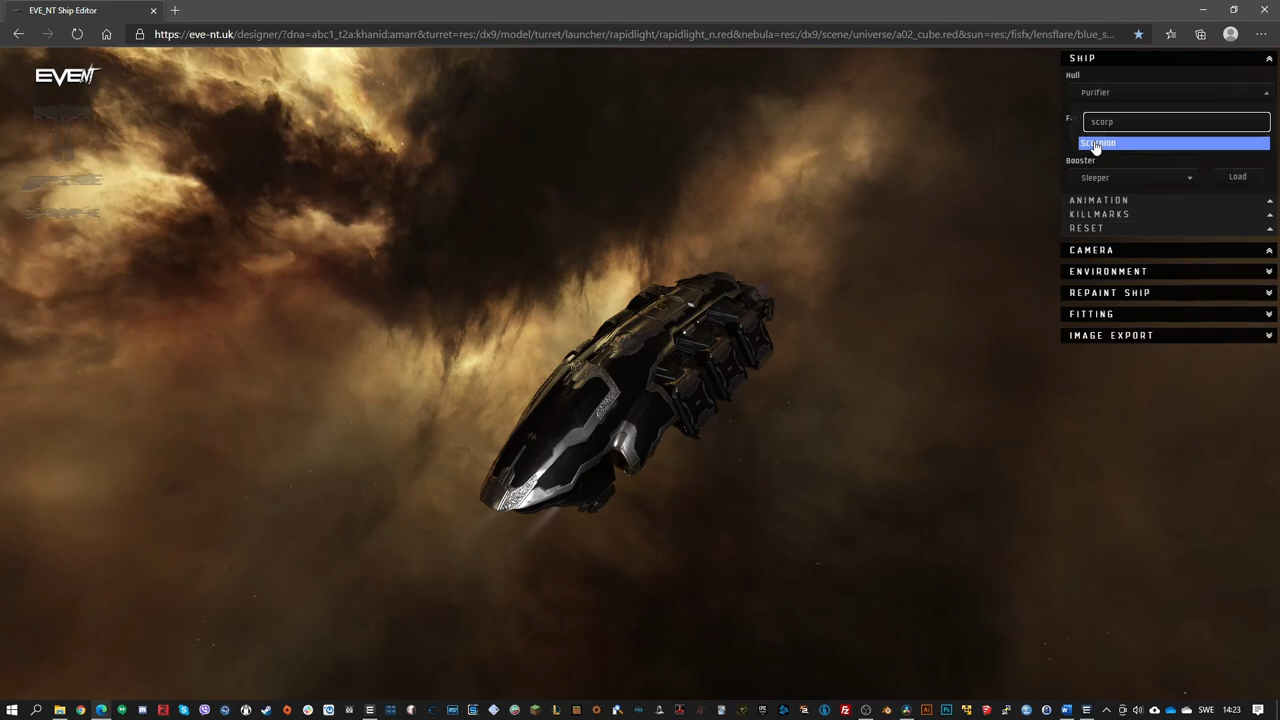 EVE_NT Ship Editor
https://eve-nt.uk/designer/?dna=abc1_t2a:khanid:amarr&turret=res:/dx9/model/turret/launcher/rapidlight/rapidlight_n.red&nebula=res:/dx9/scene/universe/a02_cube.red&sun=res:/fisfx/lensflare/blue_s...
EVE NT
SHIP
Hull
Purifier
scorp
Scorpion
Booster
Sleeper
Load
ANIMATION
KILLMARKS
RESET
CAMERA
ENVIRONMENT
REPAINT SHIP
FITTING
IMAGE EXPORT
SWE 14:23